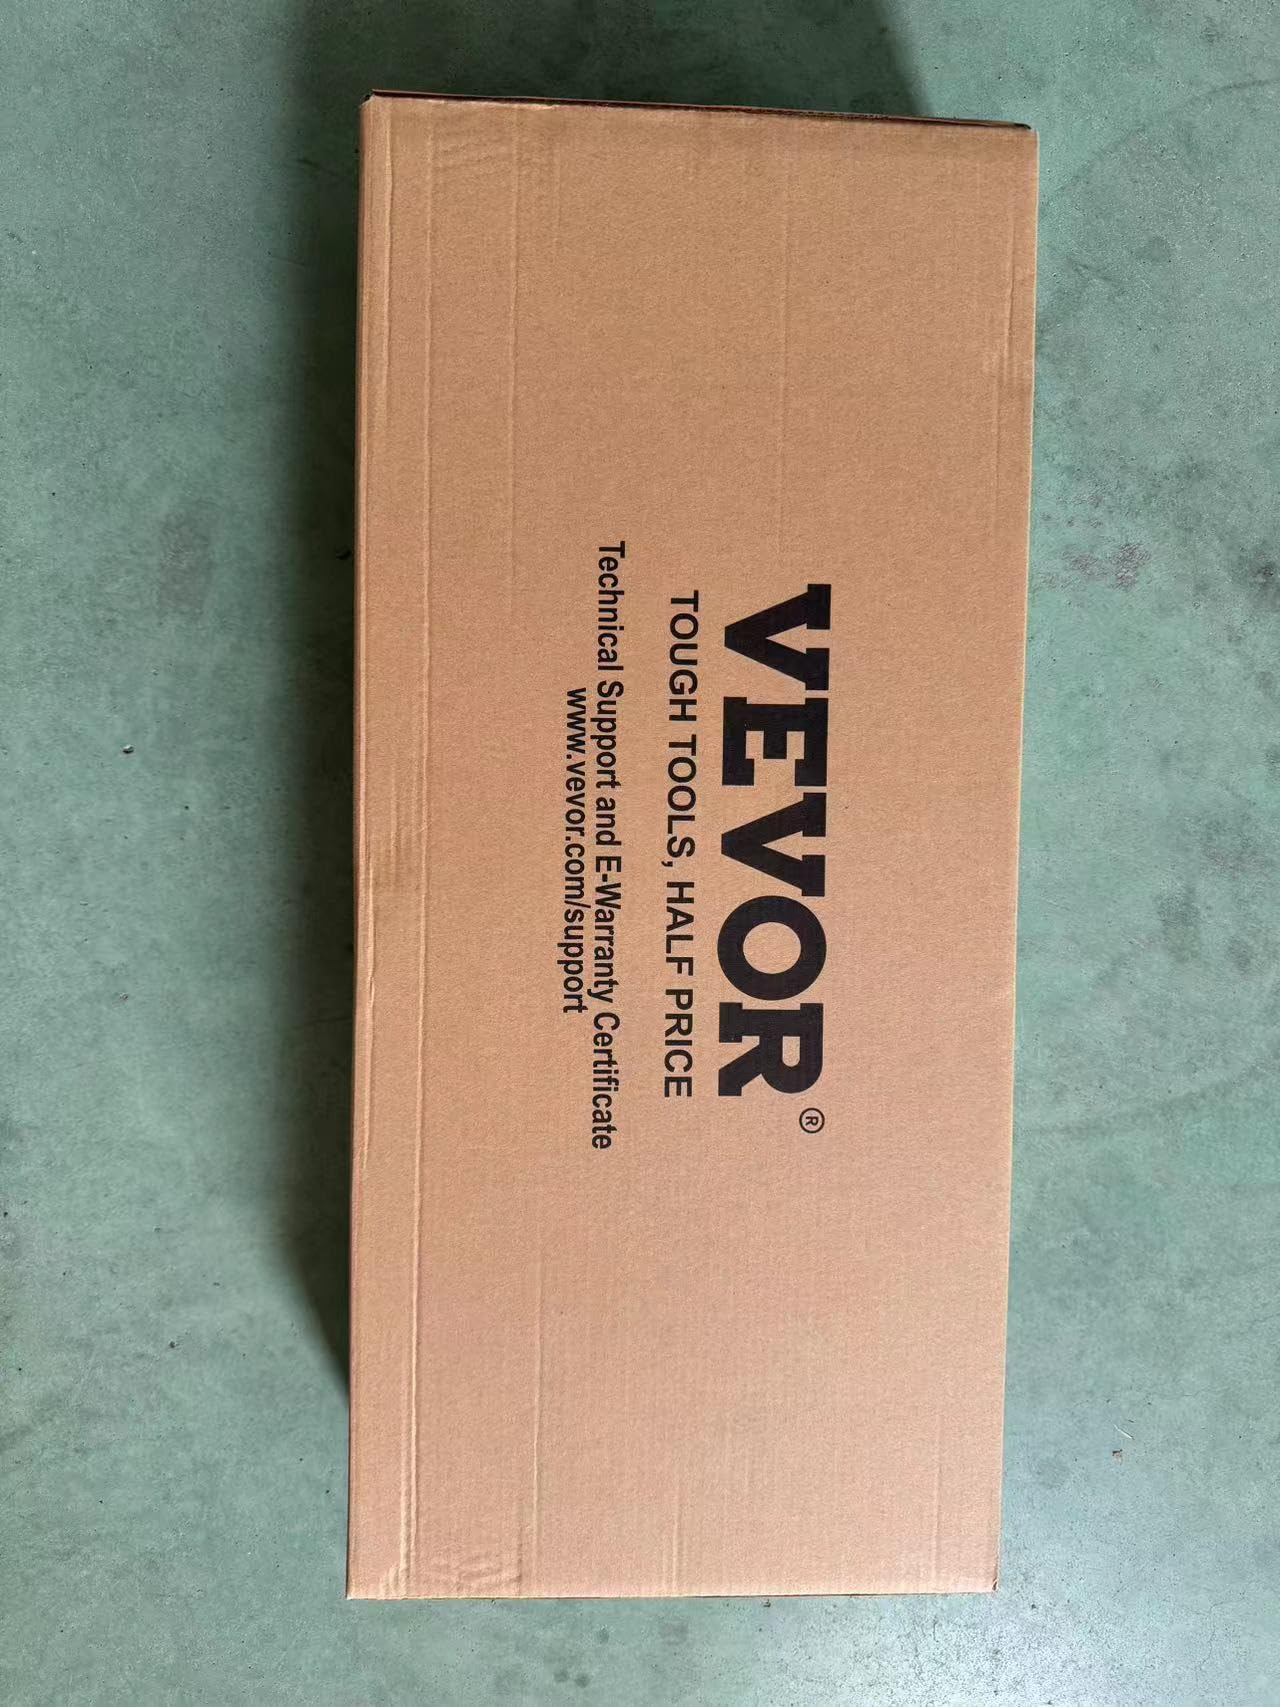 VEVOR®
TOUGH TOOLS, HALF PRICE
Technical Support and E-Warranty Certificate
www.vevor.com/support